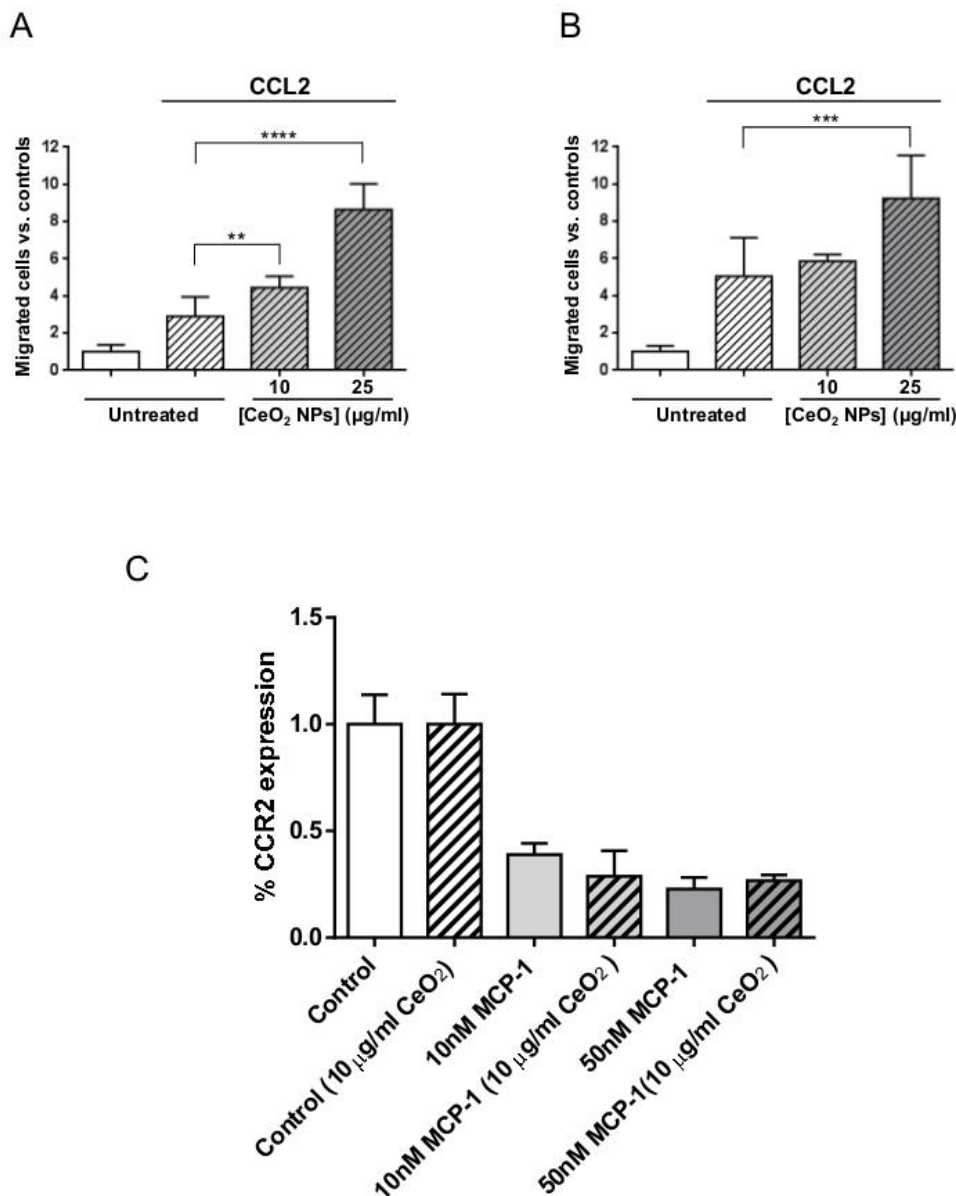 A
CCL2
****
**
Migrated cells vs. controls
12
10
8
6
4
2
0
10 25
Untreated [CeO₂ NPs] (µg/ml)
B
CCL2
***
Migrated cells vs. controls
12
10
8
6
4
2
0
10 25
Untreated [CeO₂ NPs] (µg/ml)
C
% CCR2 expression
1.5
1.0
0.5
0.0
Control
Control (10 µg/ml CeO₂)
10nM MCP-1
10nM MCP-1 (10 µg/ml CeO₂ )
50nM MCP-1
50nM MCP-1(10 µg/ml CeO₂ )